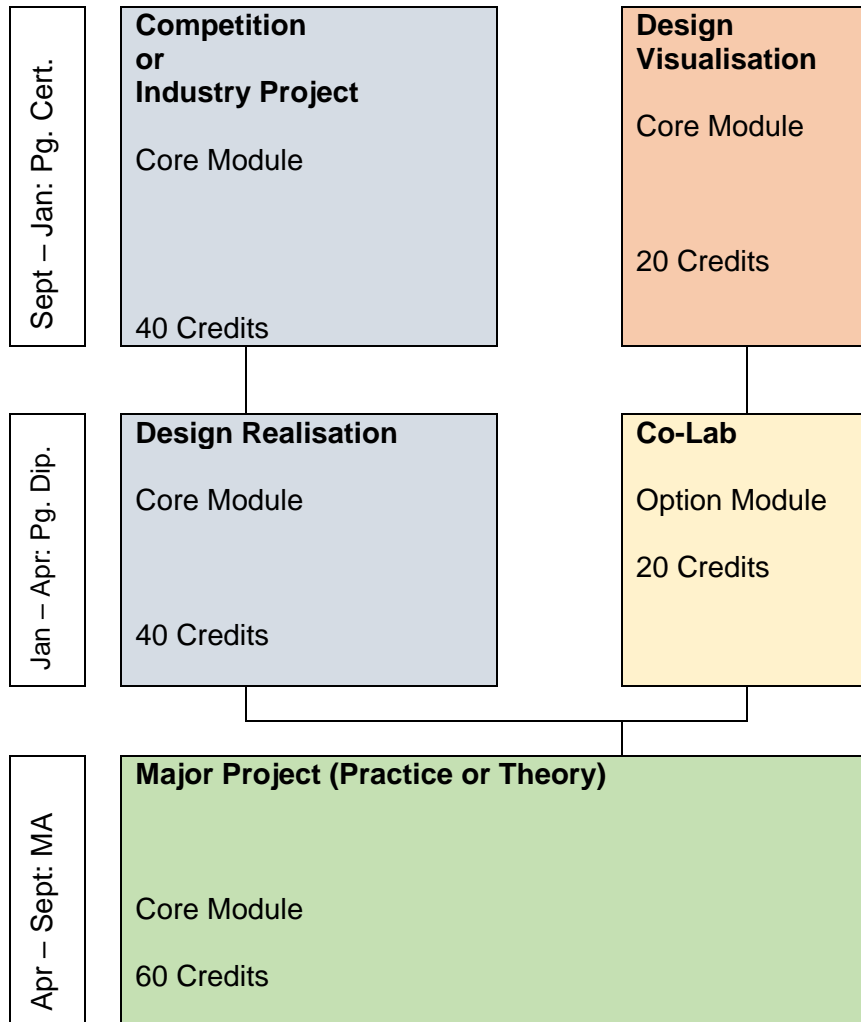 Sept – Jan: Pg. Cert.
Competition
or
Industry Project
Core Module
40 Credits
Design
Visualisation
Core Module
20 Credits
Jan – Apr: Pg. Dip.
Design Realisation
Core Module
40 Credits
Co-Lab
Option Module
20 Credits
Apr – Sept: MA
Major Project (Practice or Theory)
Core Module
60 Credits